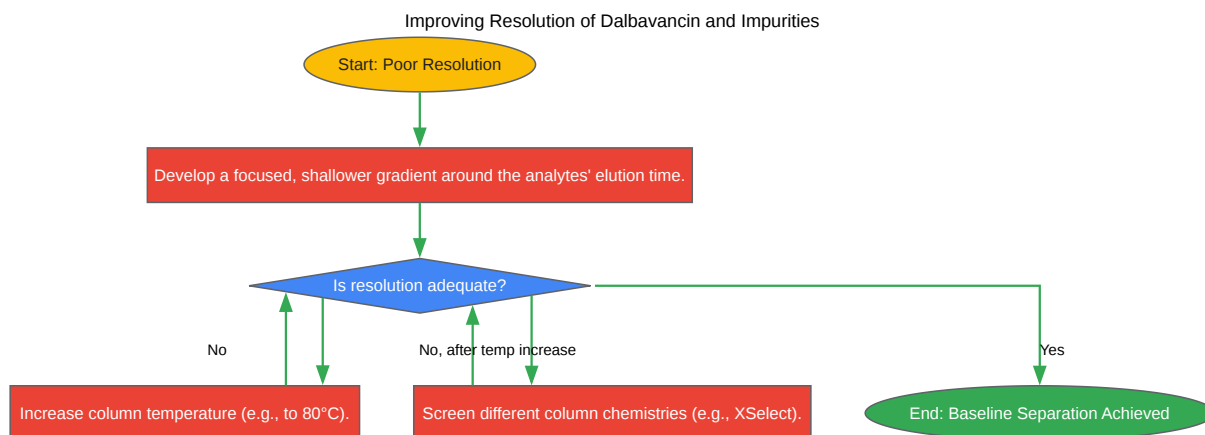 Improving Resolution of Dalbavancin and Impurities
Start: Poor Resolution
Develop a focused, shallower gradient around the analytes' elution time.
Is resolution adequate?
No
No, after temp increase
Yes
Increase column temperature (e.g., to 80°C).
Screen different column chemistries (e.g., XSelect).
End: Baseline Separation Achieved